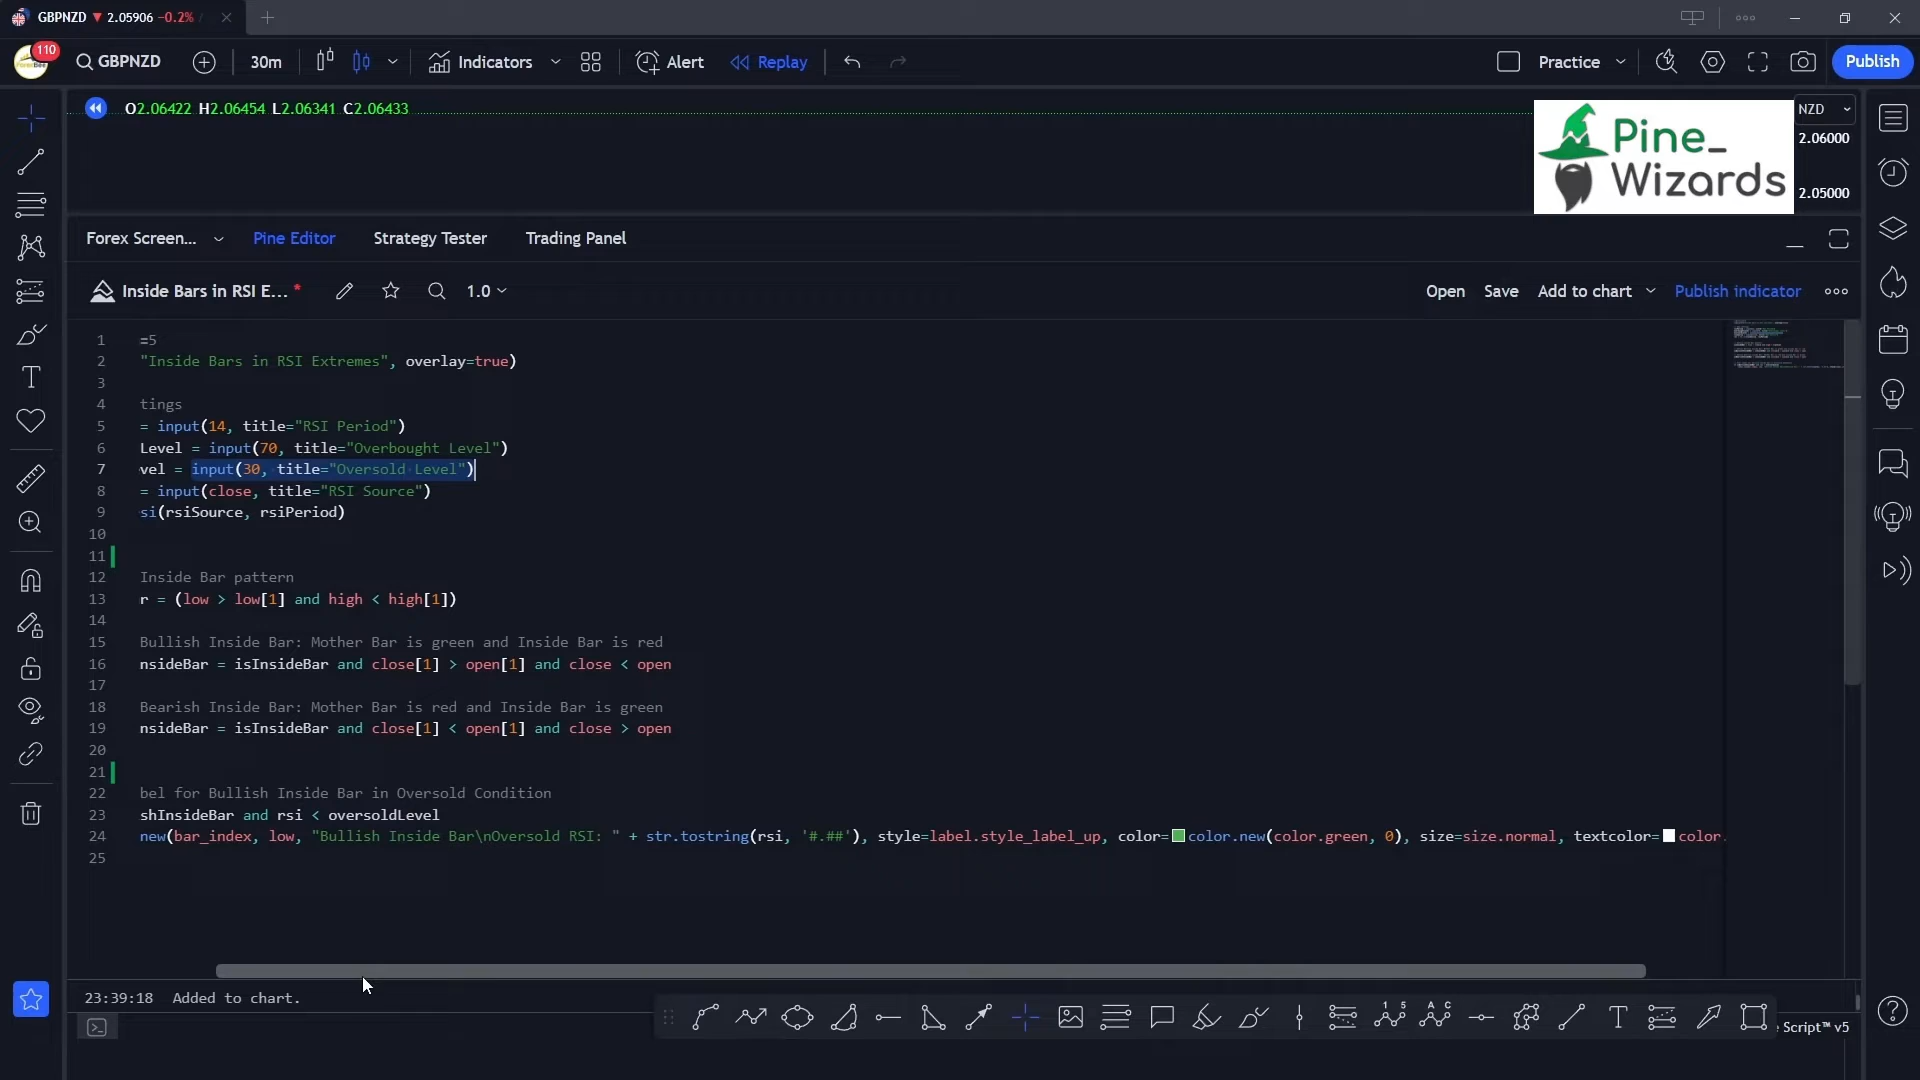 GBPNZD ▼ 2.05906 −0.2% /
110
GBPNZD
30m
Indicators
Alert
Replay
Practice
Publish
O2.06422 H2.06454 L2.06341 C2.06433
NZD
2.06000
2.05000
Pine_
Wizards
Forex Screen...
Pine Editor
Strategy Tester
Trading Panel
Inside Bars in RSI E... *
1.0
Open
Save
Add to chart
Publish indicator
1 =5
2 "Inside Bars in RSI Extremes", overlay=true)
3
4 tings
5 = input(14, title="RSI Period")
6 Level = input(70, title="Overbought Level")
7 vel = input(30, title="Oversold Level")
8 = input(close, title="RSI Source")
9 si(rsiSource, rsiPeriod)
10
11
12 Inside Bar pattern
13 r = (low > low[1] and high < high[1])
14
15 Bullish Inside Bar: Mother Bar is green and Inside Bar is red
16 nsideBar = isInsideBar and close[1] > open[1] and close < open
17
18 Bearish Inside Bar: Mother Bar is red and Inside Bar is green
19 nsideBar = isInsideBar and close[1] < open[1] and close > open
20
21
22 bel for Bullish Inside Bar in Oversold Condition
23 shInsideBar and rsi < oversoldLevel
24 new(bar_index, low, "Bullish Inside Bar\nOversold RSI: " + str.tostring(rsi, '#.##'), style=label.style_label_up, color=color.new(color.green, 0), size=size.normal, textcolor=color.
25
23:39:18 Added to chart.
e Script™ v5